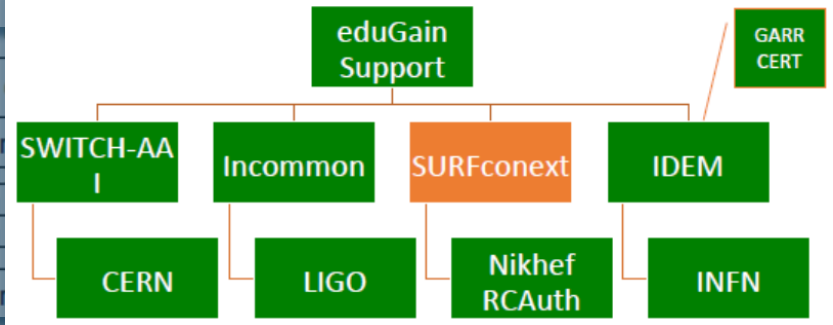 eduGain
Support
GARR
CERT
SWITCH-AA
I
Incommon
SURFconext
IDEM
CERN
LIGO
Nikhef
RCAuth
INFN